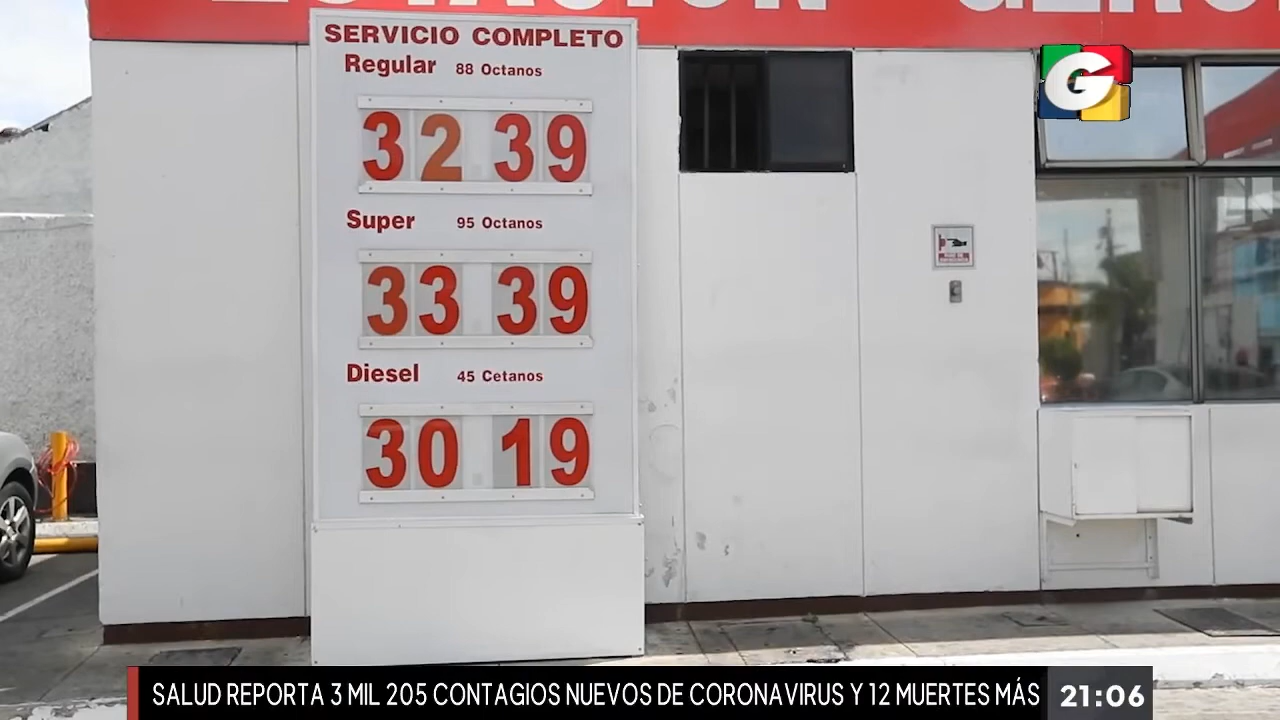 ESTACIÓN
SERVICIO COMPLETO
Regular 88 Octanos
32 39
Super 95 Octanos
33 39
Diesel 45 Cetanos
30 19
G
SALUD REPORTA 3 MIL 205 CONTAGIOS NUEVOS DE CORONAVIRUS Y 12 MUERTES MÁS 21:06